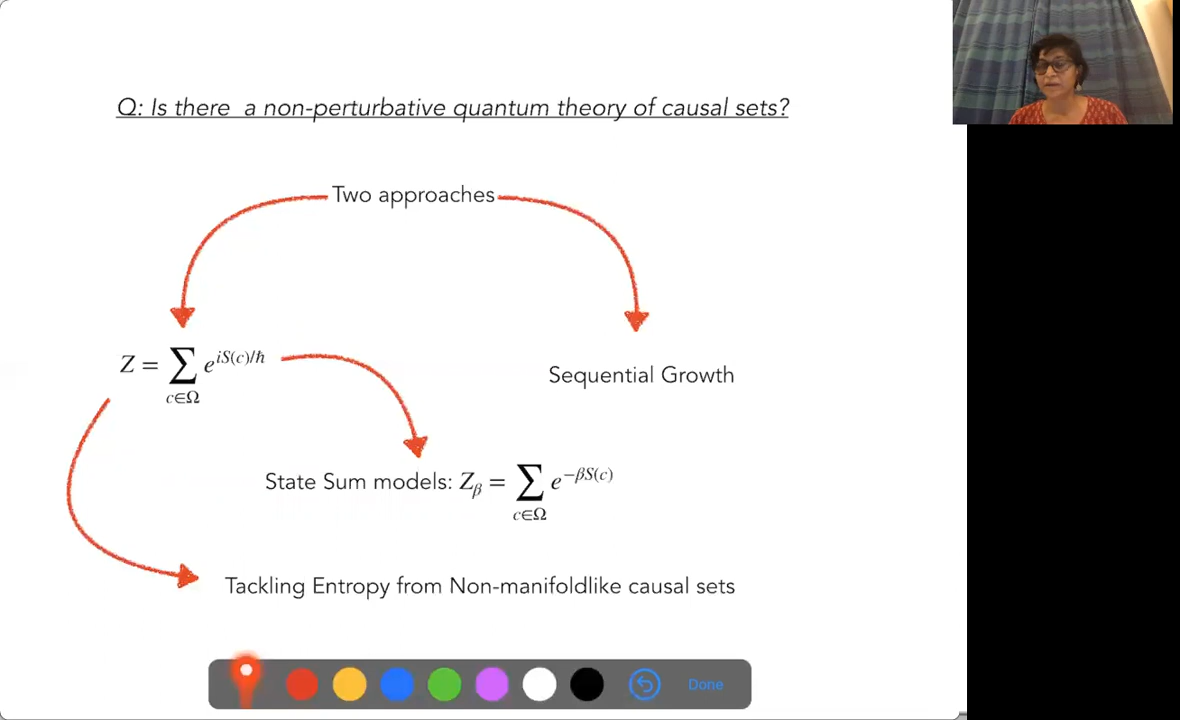 Q: Is there a non-perturbative quantum theory of causal sets?
Two approaches
Z = ∑ e^{iS(c)/ℏ}
c∈Ω
Sequential Growth
State Sum models: Z_β = ∑ e^{−βS(c)}
c∈Ω
Tackling Entropy from Non-manifoldlike causal sets
Done